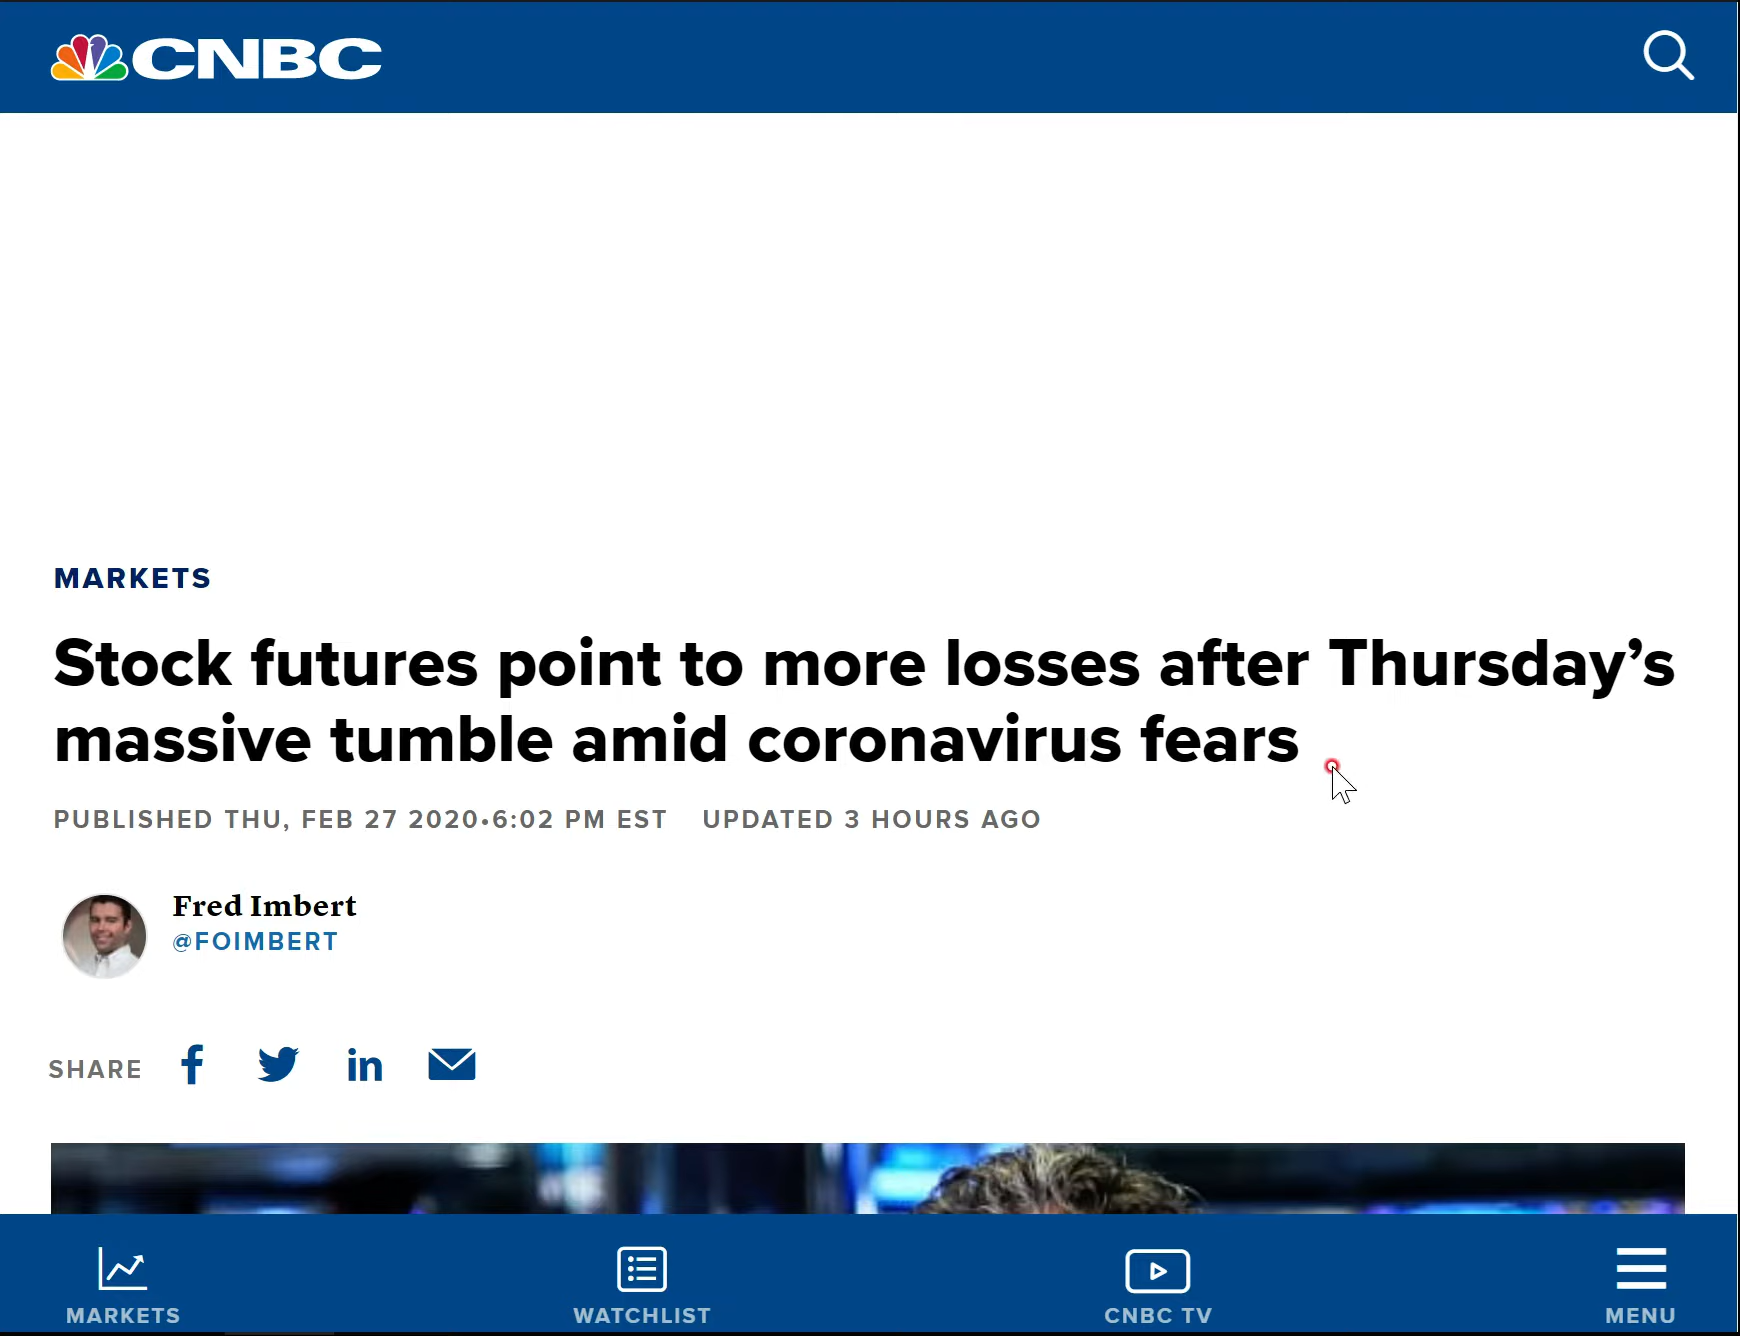 CNBC
MARKETS
Stock futures point to more losses after Thursday’s
massive tumble amid coronavirus fears
PUBLISHED THU, FEB 27 2020•6:02 PM EST UPDATED 3 HOURS AGO
Fred Imbert
@FOIMBERT
SHARE
MARKETS WATCHLIST CNBC TV MENU